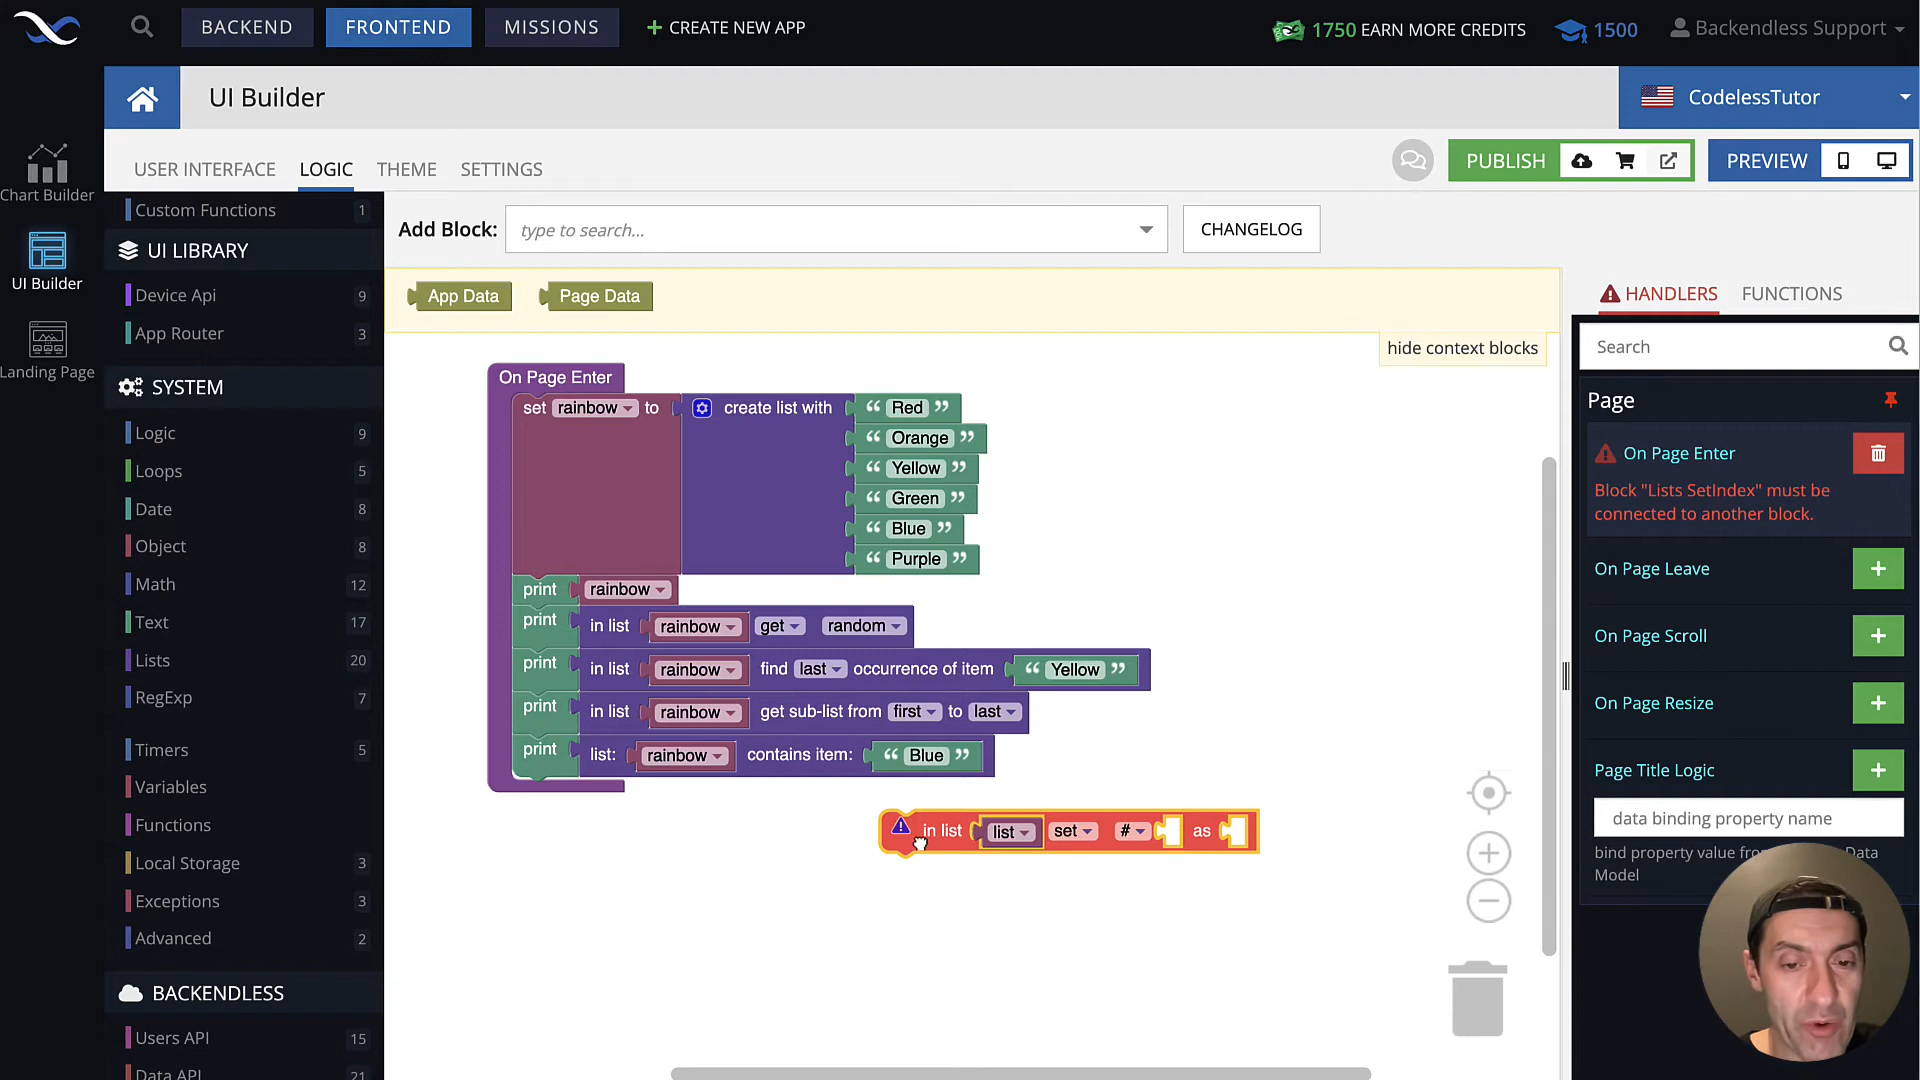 BACKEND
FRONTEND
MISSIONS
+ CREATE NEW APP
1750 EARN MORE CREDITS
1500
Backendless Support
UI Builder
CodelessTutor
USER INTERFACE
LOGIC
THEME
SETTINGS
PUBLISH
PREVIEW
Chart Builder
UI Builder
Landing Page
Custom Functions 1
UI LIBRARY
Device Api 9
App Router 3
SYSTEM
Logic 9
Loops 5
Date 8
Object 8
Math 12
Text 17
Lists 20
RegExp 7
Timers 5
Variables
Functions
Local Storage 3
Exceptions 3
Advanced 2
BACKENDLESS
Users API 15
Data API 21
Add Block:
type to search...
CHANGELOG
App Data
Page Data
hide context blocks
On Page Enter
set rainbow to create list with “ Red ”
“ Orange ”
“ Yellow ”
“ Green ”
“ Blue ”
“ Purple ”
print rainbow
print in list rainbow get random
print in list rainbow find last occurrence of item “ Yellow ”
print in list rainbow get sub-list from first to last
print list: rainbow contains item: “ Blue ”
in list list set # as
HANDLERS
FUNCTIONS
Search
Page
On Page Enter
Block "Lists SetIndex" must be
connected to another block.
On Page Leave +
On Page Scroll +
On Page Resize +
Page Title Logic +
data binding property name
bind property value fro Data
Model